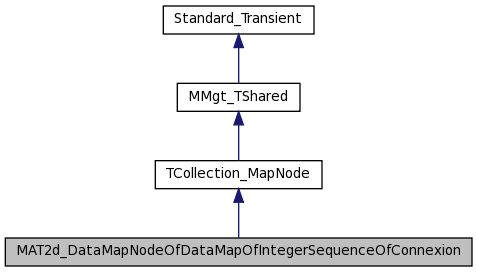 Standard_Transient
MMgt_TShared
TCollection_MapNode
MAT2d_DataMapNodeOfDataMapOfIntegerSequenceOfConnexion